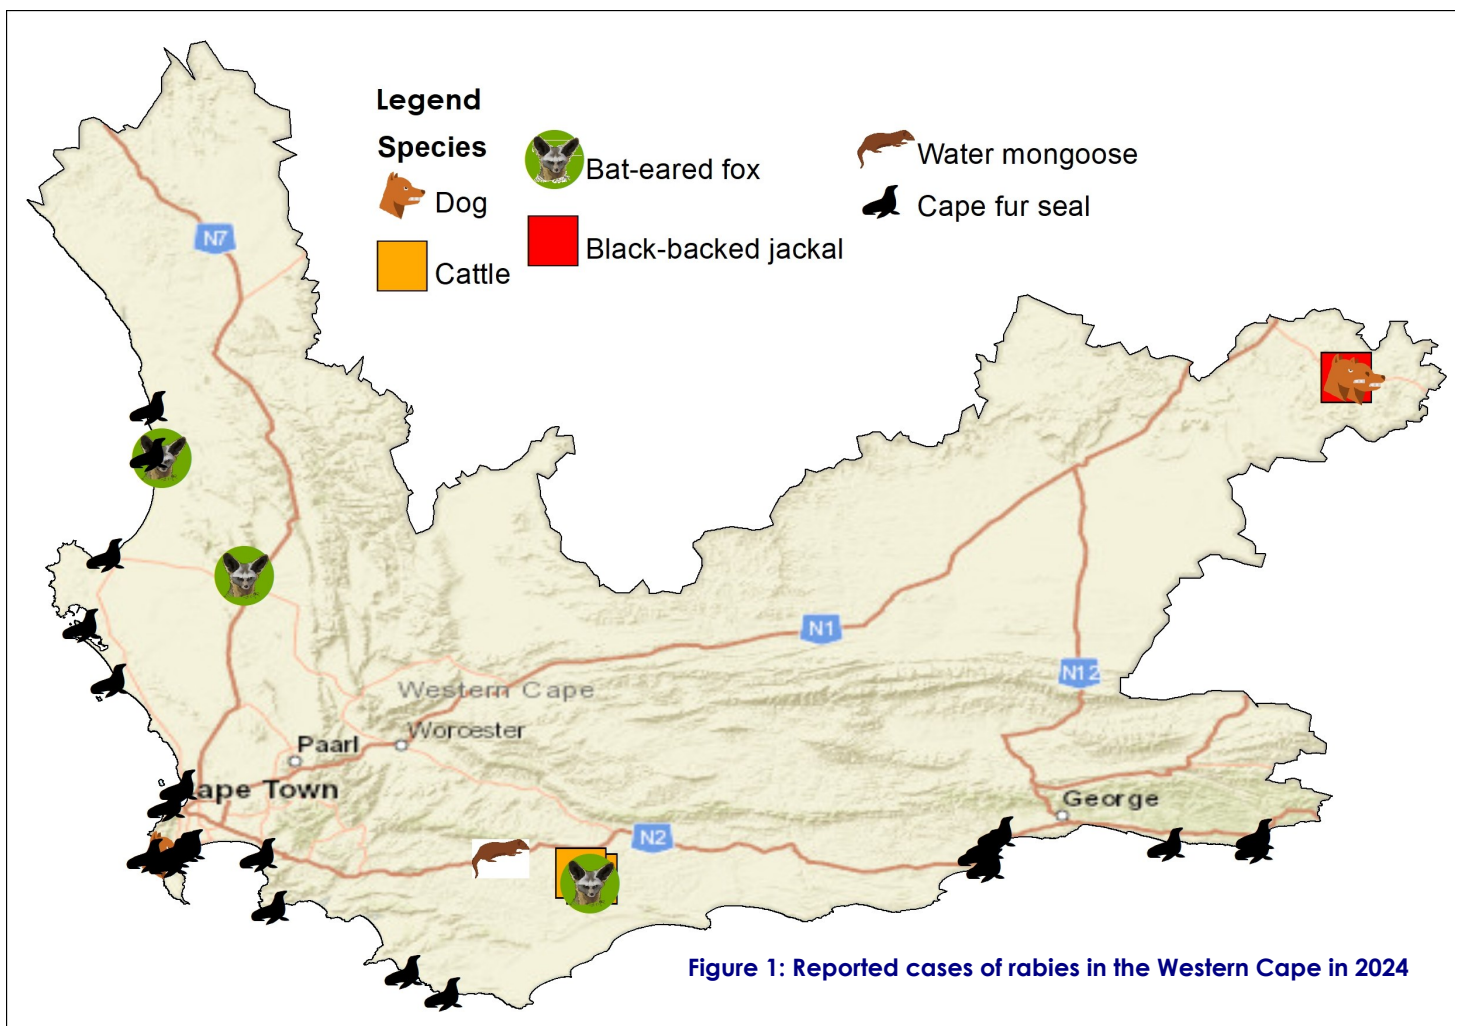 Legend
Species
Dog
Cattle
Bat-eared fox
Black-backed jackal
Water mongoose
Cape fur seal
N7
N1
N12
Western Cape
Worcester
Paarl
ape Town
George
N2
Figure 1: Reported cases of rabies in the Western Cape in 2024